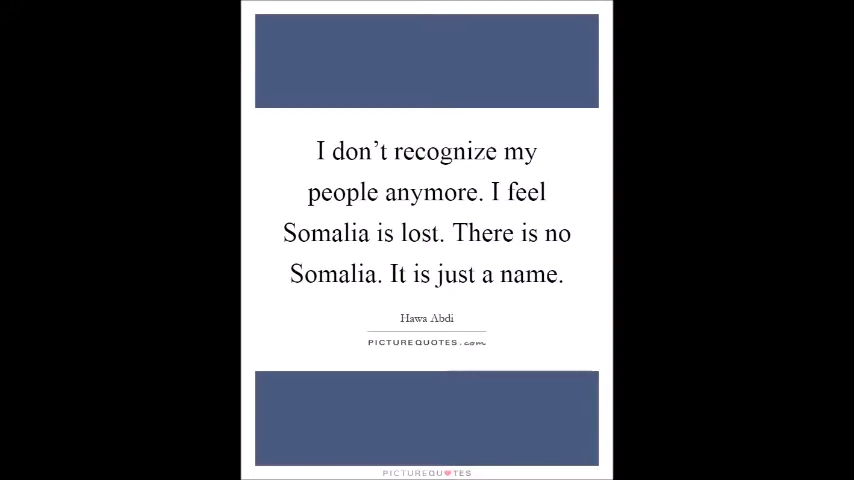 I don’t recognize my
people anymore. I feel
Somalia is lost. There is no
Somalia. It is just a name.
Hawa Abdi
PICTUREQUOTES.com
PICTUREQUOTES